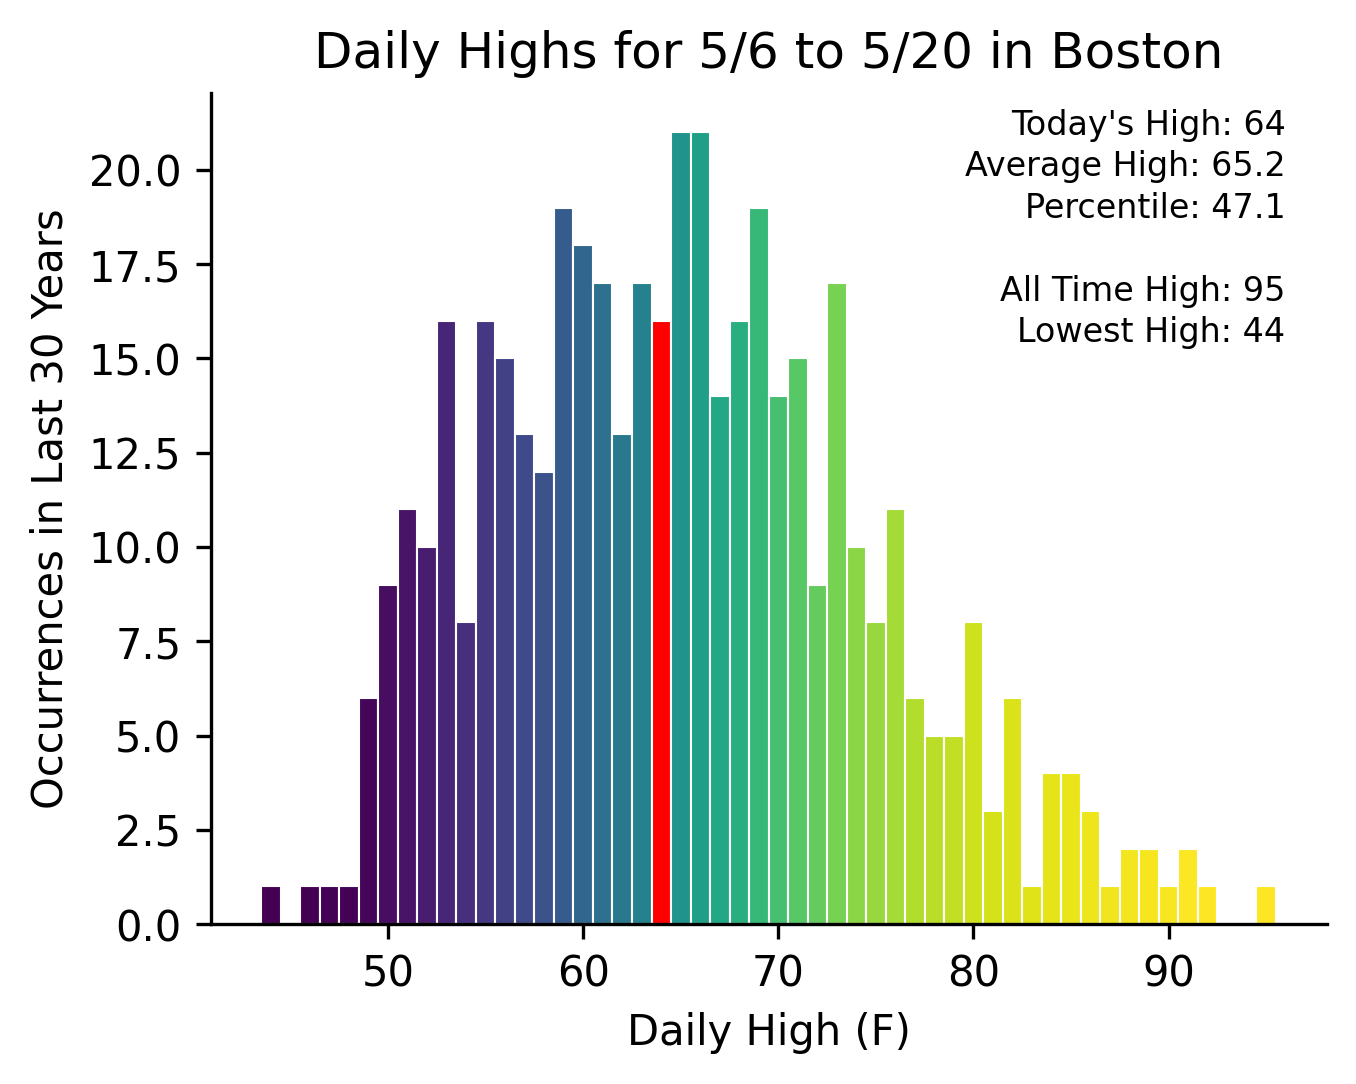 Daily Highs for 5/6 to 5/20 in Boston
Today's High: 64
Average High: 65.2
Percentile: 47.1
All Time High: 95
Lowest High: 44
Occurrences in Last 30 Years
20.0
17.5
15.0
12.5
10.0
7.5
5.0
2.5
0.0
50 60 70 80 90
Daily High (F)